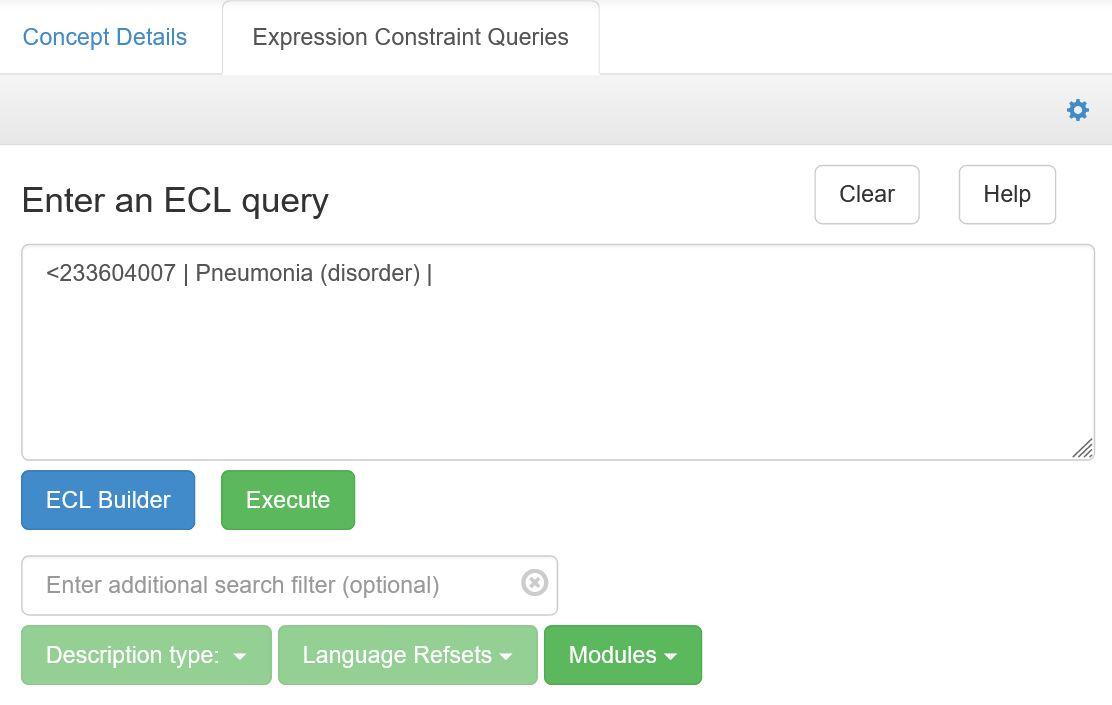 Concept Details Expression Constraint Queries
Enter an ECL query Clear Help
<233604007 | Pneumonia (disorder) |
ECL Builder Execute
Enter additional search filter (optional)
Description type: Language Refsets Modules